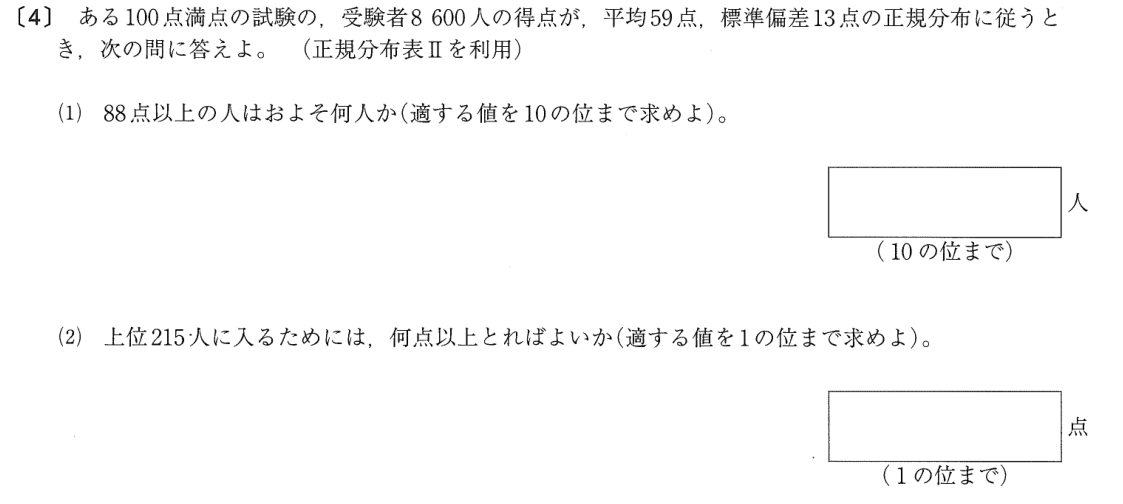 〔4〕 ある100点満点の試験の，受験者8 600人の得点が，平均59点，標準偏差13点の正規分布に従うと
き，次の問に答えよ。 （正規分布表Ⅱを利用）
⑴ 88点以上の人はおよそ何人か（適する値を10の位まで求めよ）。
人
（10の位まで）
⑵ 上位215人に入るためには，何点以上とればよいか（適する値を1の位まで求めよ）。
点
（1の位まで）